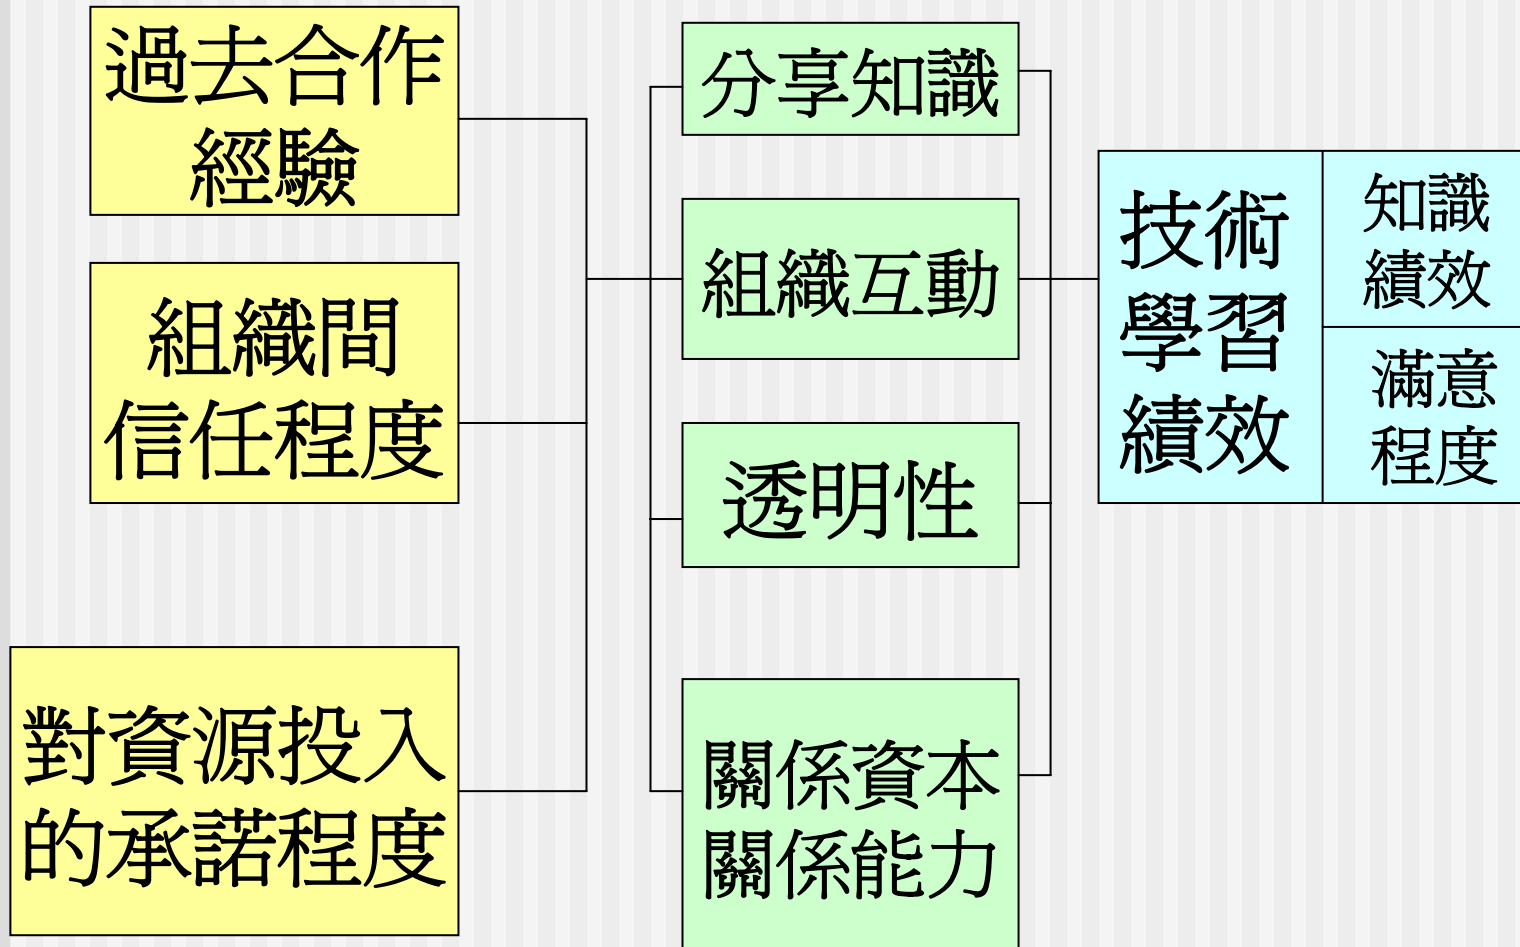 過去合作
經驗
組織間
信任程度
對資源投入
的承諾程度
分享知識
組織互動
透明性
關係資本
關係能力
技術
學習
績效
知識
績效
滿意
程度